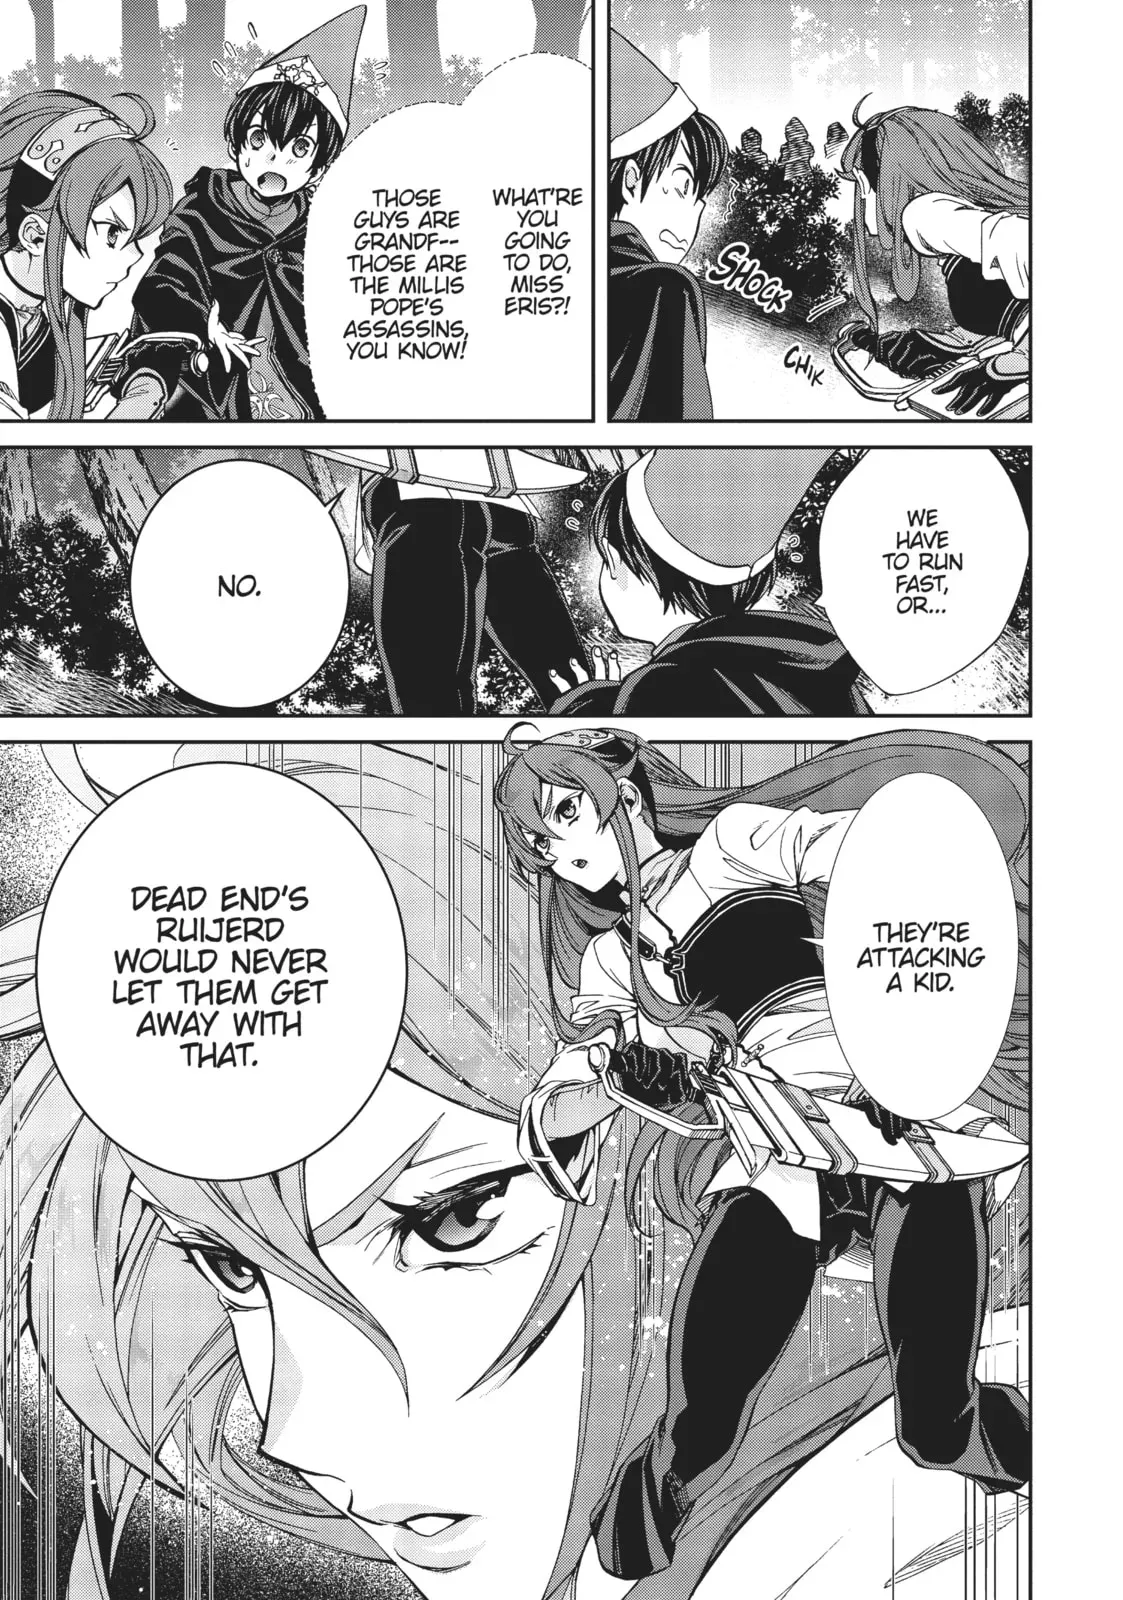 SHOCK
CHIK
WHAT'RE
YOU
GOING
TO DO,
MISS
ERIS?!
THOSE
GUYS ARE
GRANDF--
THOSE ARE
THE MILLIS
POPE'S
ASSASSINS,
YOU KNOW!
WE
HAVE
TO RUN
FAST,
OR...
NO.
THEY'RE
ATTACKING
A KID.
DEAD END'S
RUIJERD
WOULD NEVER
LET THEM GET
AWAY WITH
THAT.